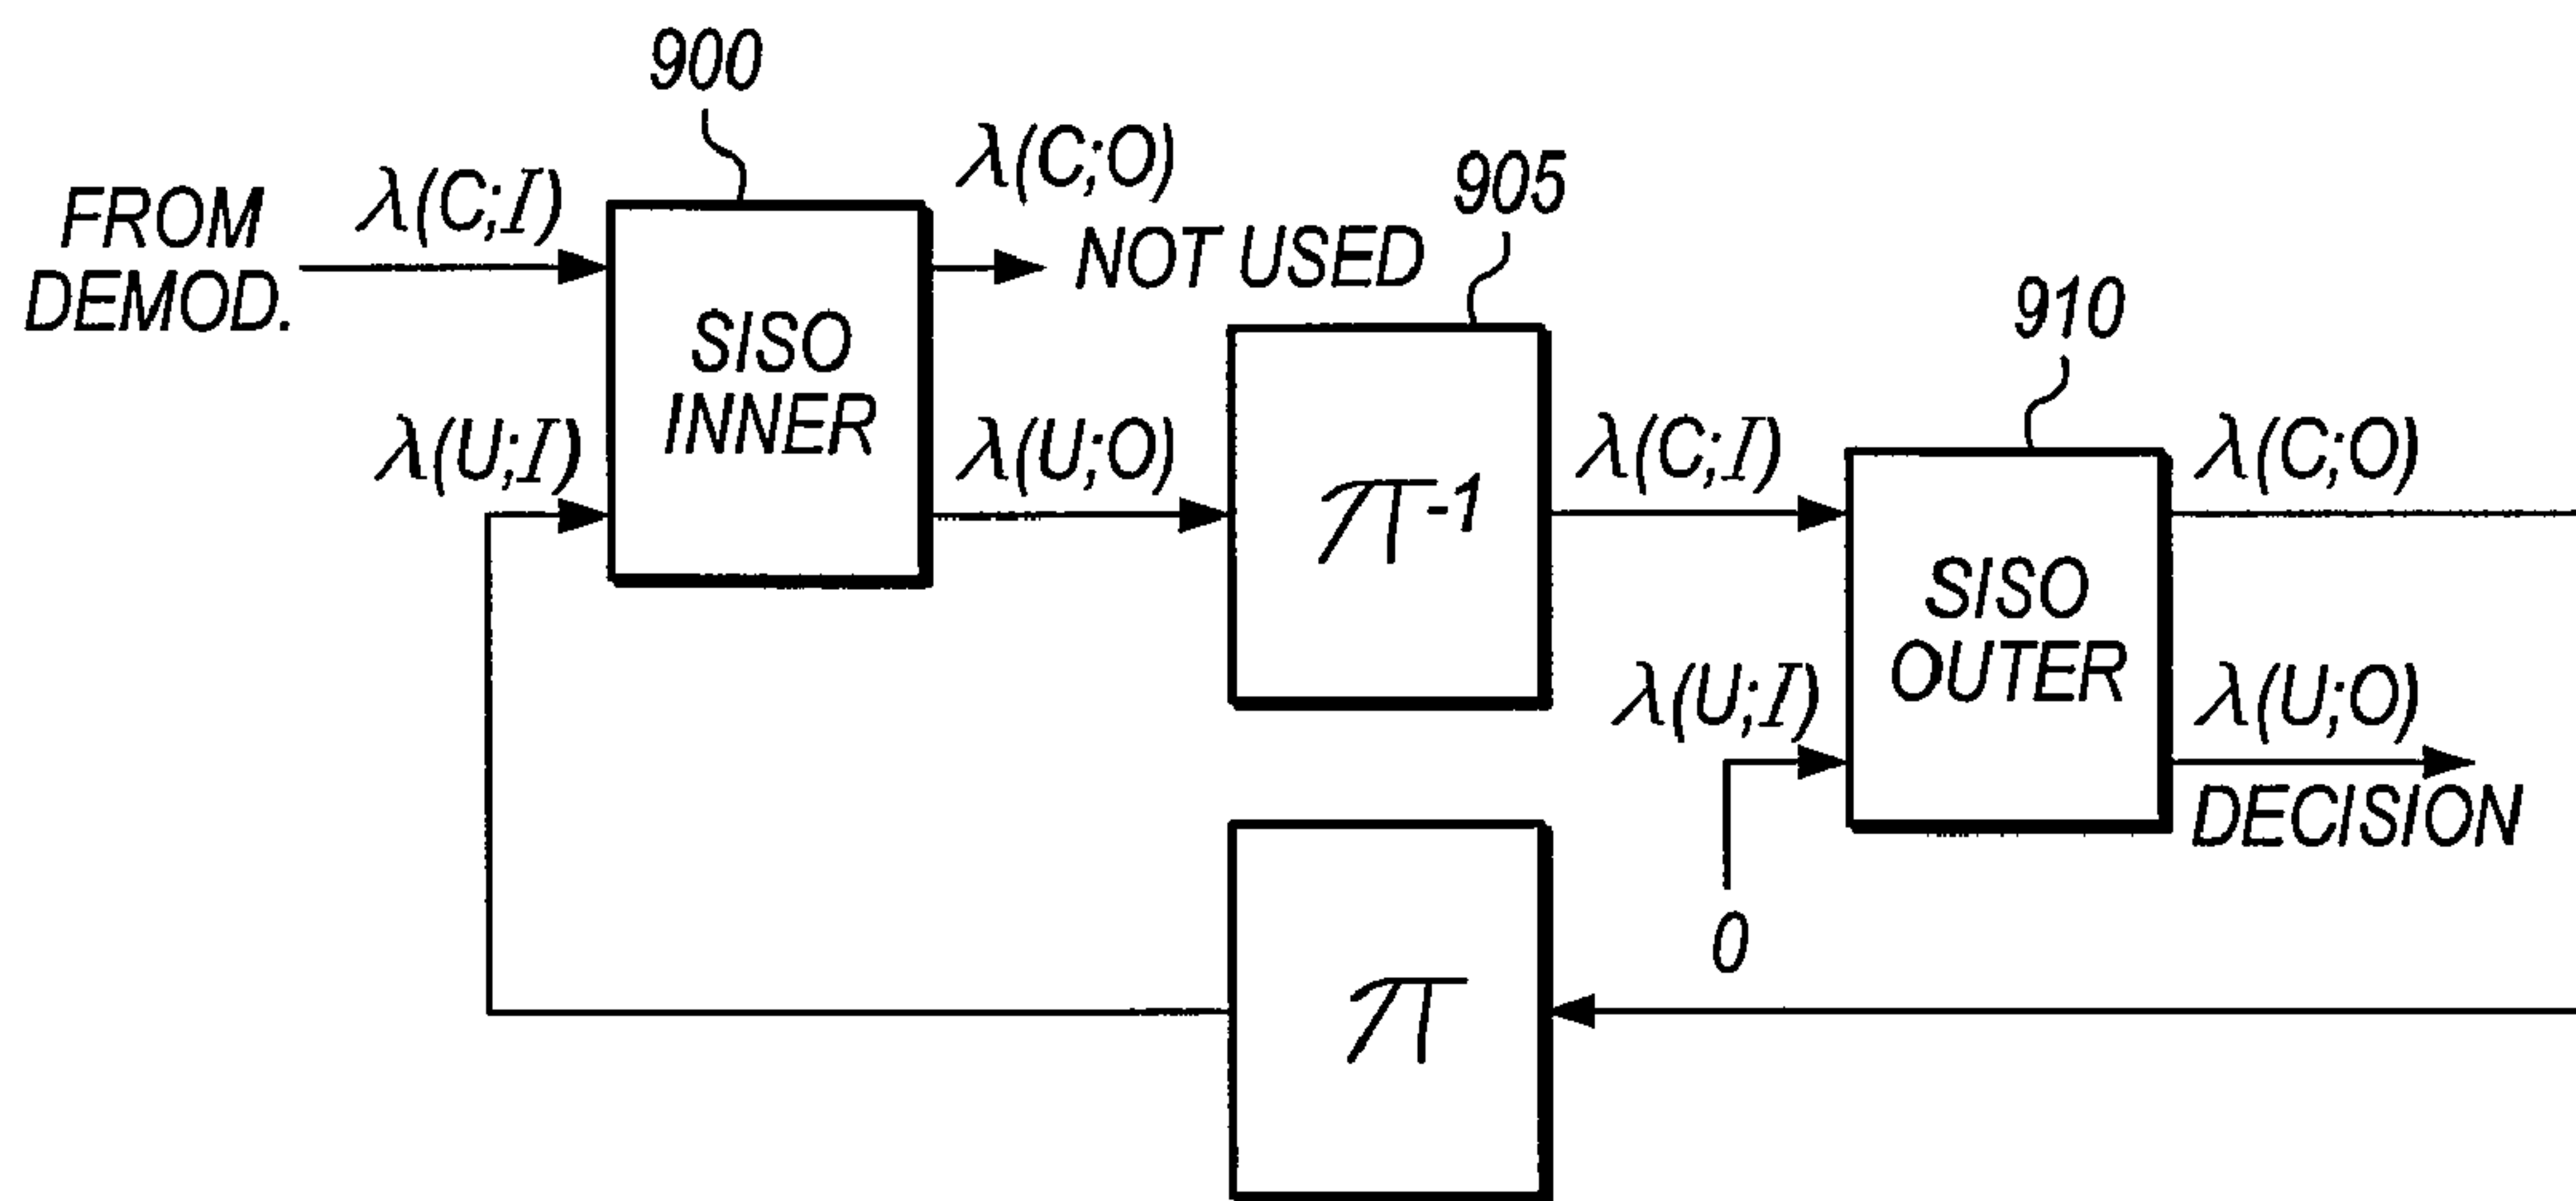 900
λ(C;O)
905
FROM
DEMOD.
λ(C;I)
NOT USED
910
SISO
INNER
λ(U;I)
λ(U;O)
π-1
λ(C;I)
λ(C;O)
SISO
OUTER
λ(U;I)
λ(U;O)
DECISION
0
π